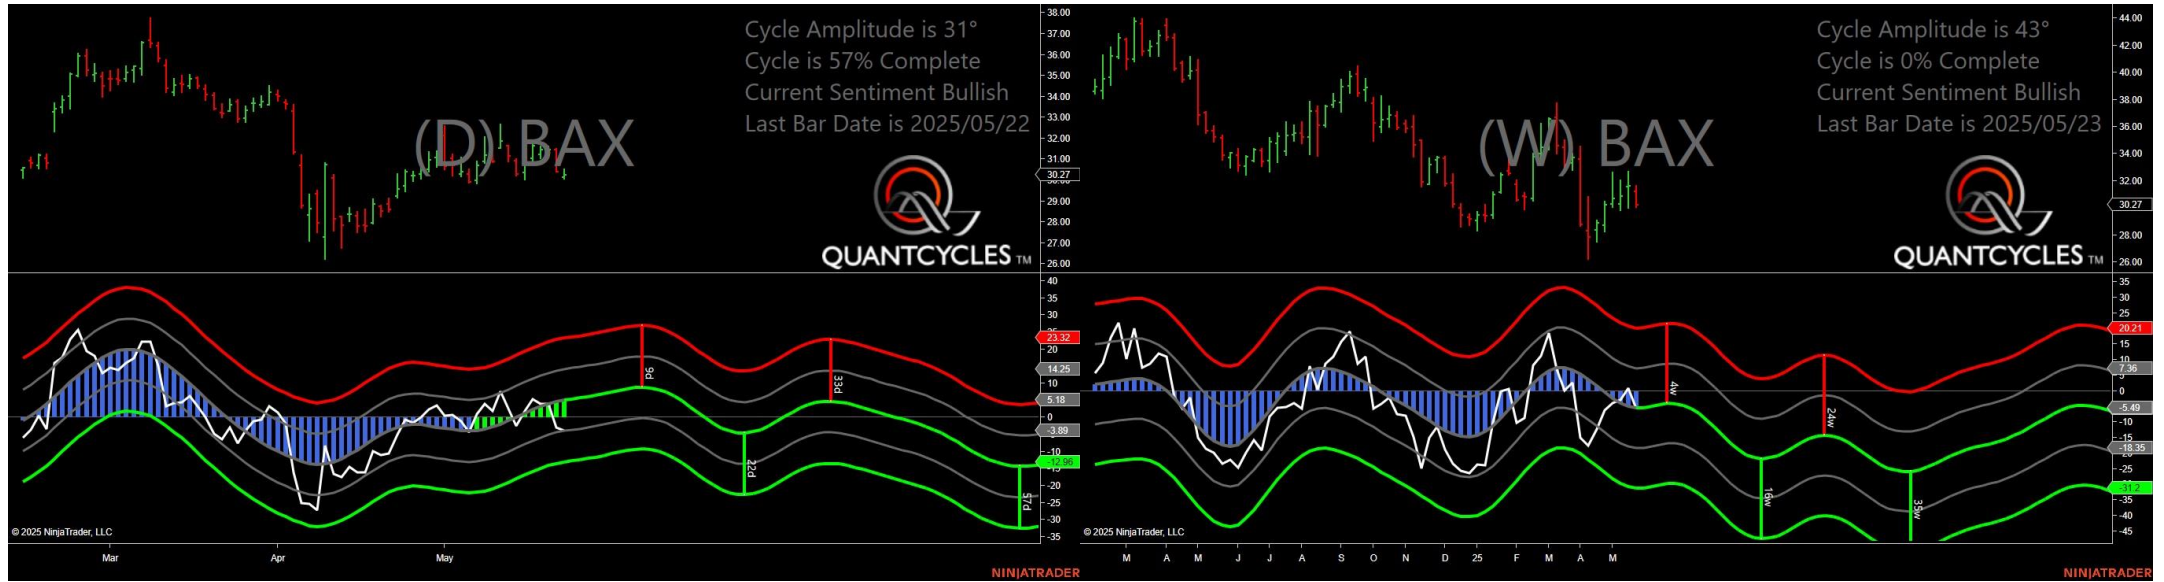 Cycle Amplitude is 31°
Cycle is 57% Complete
Current Sentiment Bullish
Last Bar Date is 2025/05/22
(D) BAX
QUANTCYCLES TM
38.00
37.00
36.00
35.00
34.00
33.00
32.00
31.00
30.27
29.00
28.00
27.00
26.00
40
35
30
23.32
20
14.25
10
5.18
0
-3.89
-10
-12.96
-20
-25
-30
-35
9d
22d
33d
57d
© 2025 NinjaTrader, LLC
Mar
Apr
May
NINJATRADER
Cycle Amplitude is 43°
Cycle is 0% Complete
Current Sentiment Bullish
Last Bar Date is 2025/05/23
(W) BAX
QUANTCYCLES TM
44.00
42.00
40.00
38.00
36.00
34.00
32.00
30.27
28.00
26.00
35
30
20.21
15
10
7.36
0
-5.49
-10
-15
-18.35
-25
-31.2
-35
-40
-45
4w
16w
24w
35w
© 2025 NinjaTrader, LLC
M
A
M
J
J
A
S
O
N
D
25
F
M
A
M
NINJATRADER